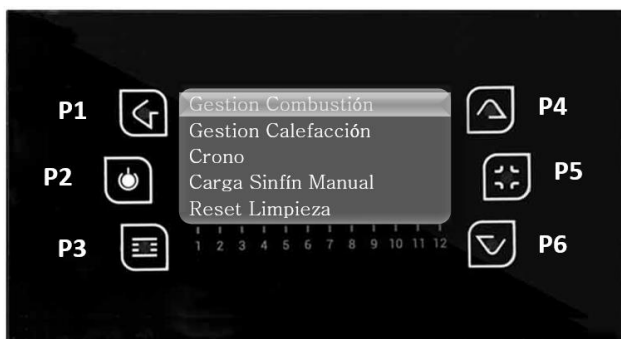 P1
P2
P3
Gestion Combustión
Gestion Calefacción
Crono
Carga Sinfín Manual
Reset Limpieza
1 2 3 4 5 6 7 8 9 10 11 12
P4
P5
P6